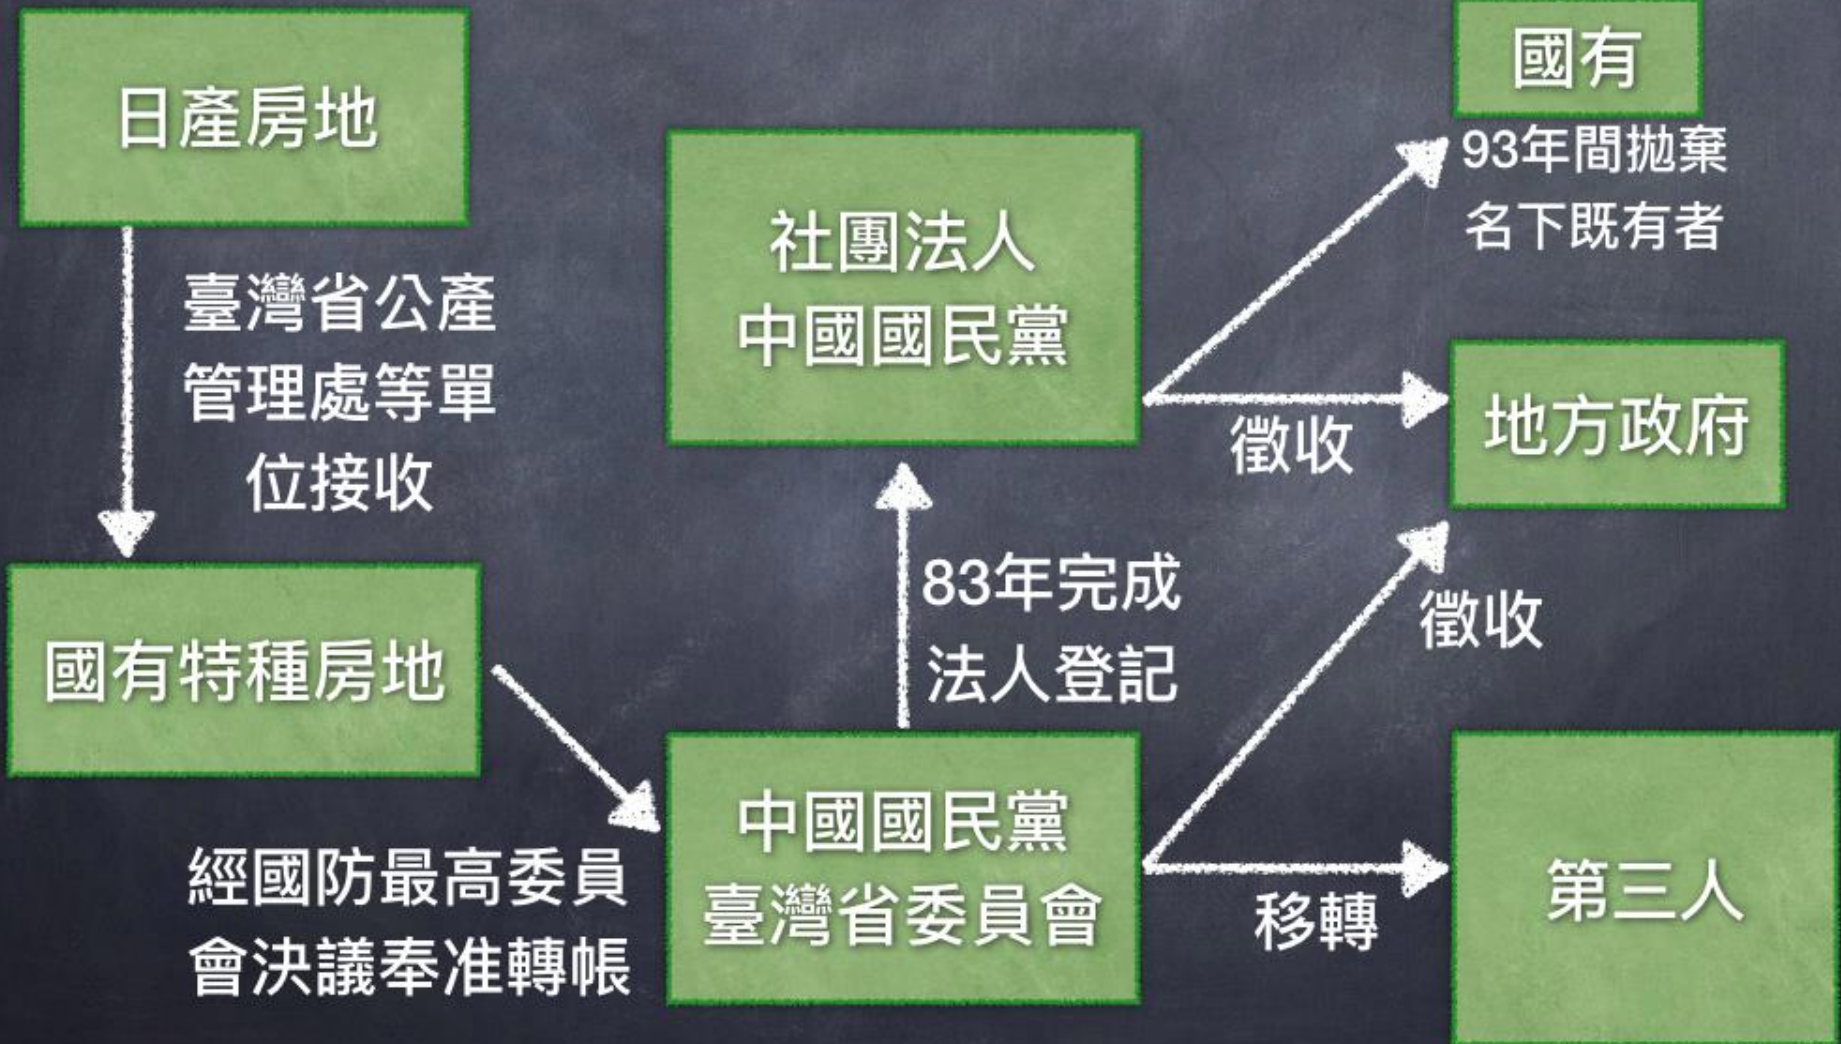 日產房地
臺灣省公產
管理處等單
位接收
國有特種房地
經國防最高委員
會決議奉准轉帳
社團法人
中國國民黨
83年完成
法人登記
中國國民黨
臺灣省委員會
國有
93年間拋棄
名下既有者
徵收
地方政府
徵收
移轉
第三人